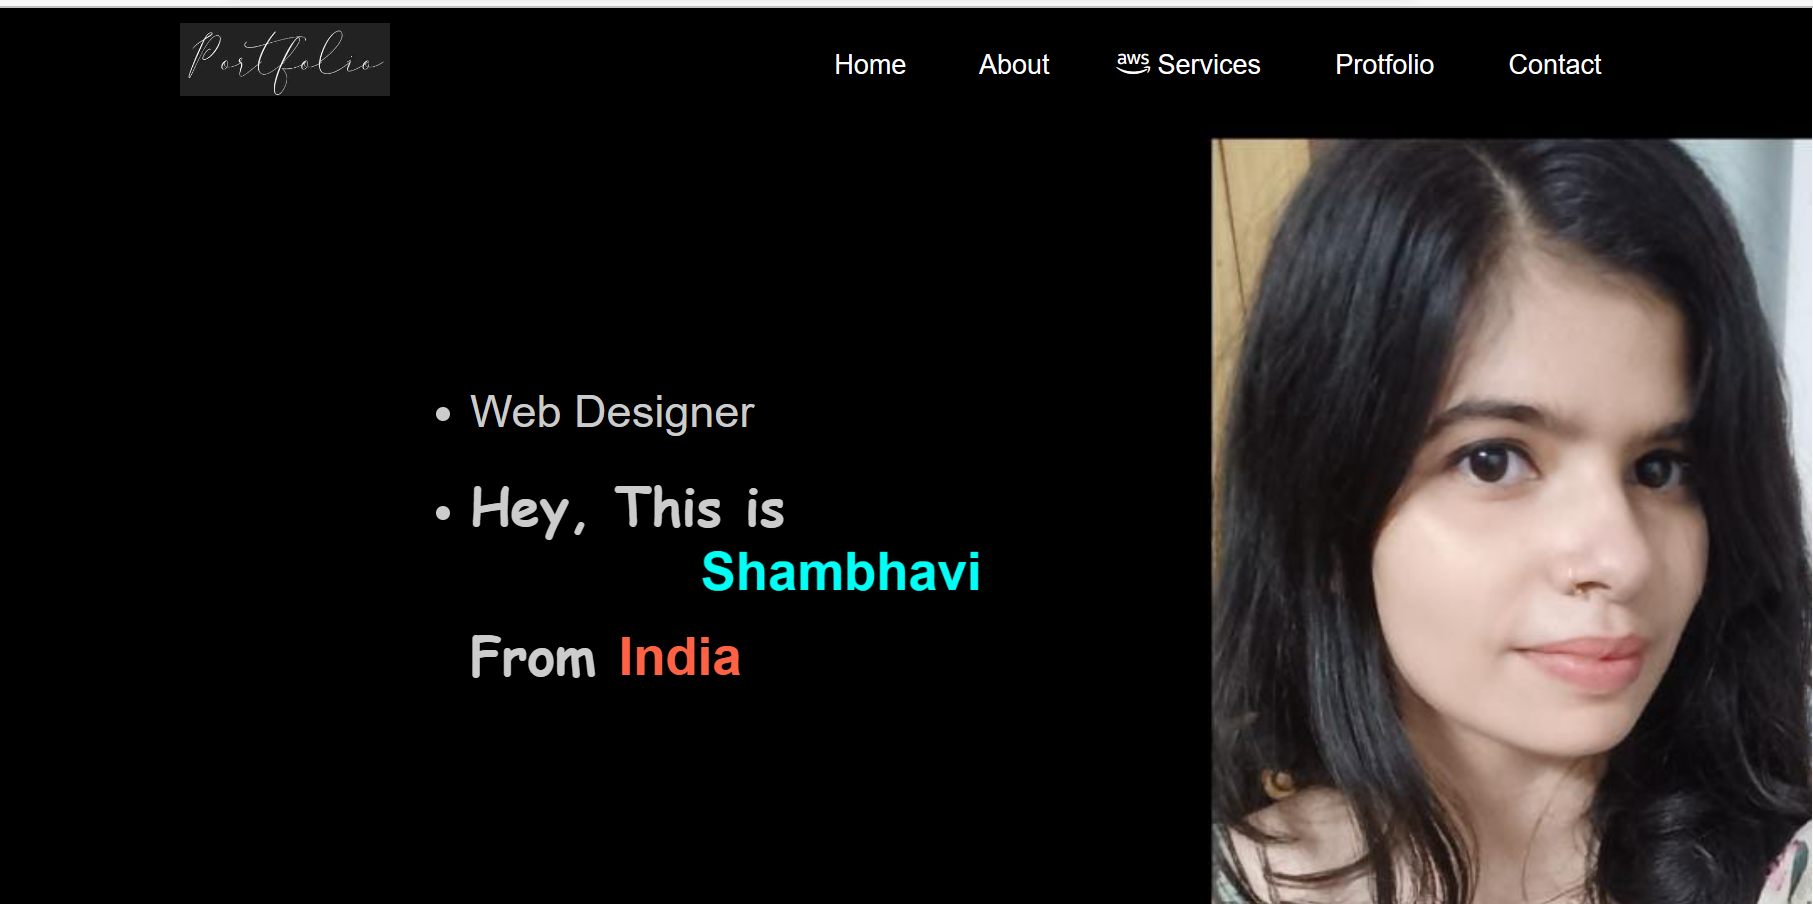 Portfolio
Home About aws Services Protfolio Contact
Web Designer
Hey, This is
Shambhavi
From India